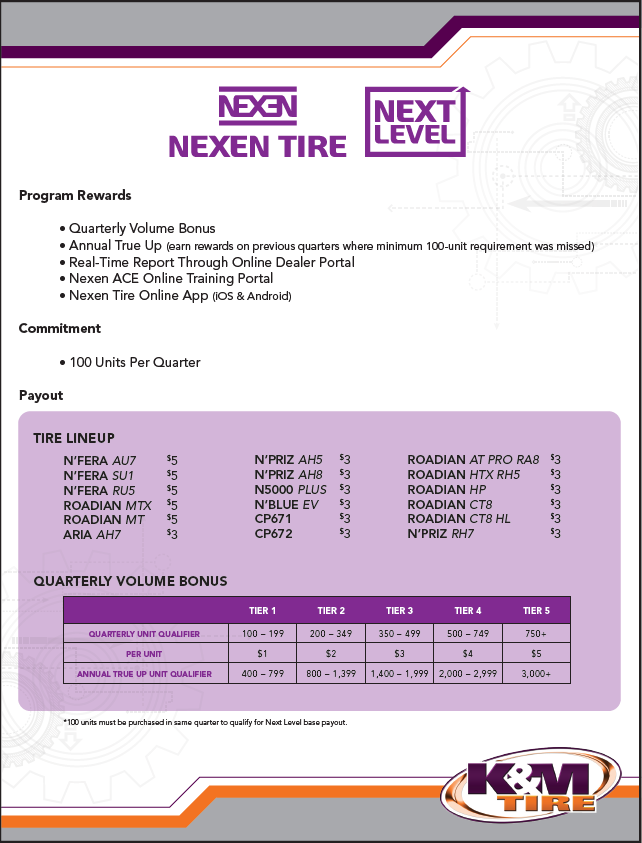 NEXEN
NEXEN TIRE
NEXT
LEVEL
Program Rewards
• Quarterly Volume Bonus
• Annual True Up (earn rewards on previous quarters where minimum 100-unit requirement was missed)
• Real-Time Report Through Online Dealer Portal
• Nexen ACE Online Training Portal
• Nexen Tire Online App (iOS & Android)
Commitment
• 100 Units Per Quarter
Payout
TIRE LINEUP
N'FERA AU7 $5 N'PRIZ AH5 $3 ROADIAN AT PRO RA8 $3
N'FERA SU1 $5 N'PRIZ AH8 $3 ROADIAN HTX RH5 $3
N'FERA RU5 $5 N5000 PLUS $3 ROADIAN HP $3
ROADIAN MTX $5 N'BLUE EV $3 ROADIAN CT8 $3
ROADIAN MT $5 CP671 $3 ROADIAN CT8 HL $3
ARIA AH7 $3 CP672 $3 N'PRIZ RH7 $3
QUARTERLY VOLUME BONUS
TIER 1 TIER 2 TIER 3 TIER 4 TIER 5
QUARTERLY UNIT QUALIFIER 100 – 199 200 – 349 350 – 499 500 – 749 750+
PER UNIT $1 $2 $3 $4 $5
ANNUAL TRUE UP UNIT QUALIFIER 400 – 799 800 – 1,399 1,400 – 1,999 2,000 – 2,999 3,000+
*100 units must be purchased in same quarter to qualify for Next Level base payout.
K&M
TIRE